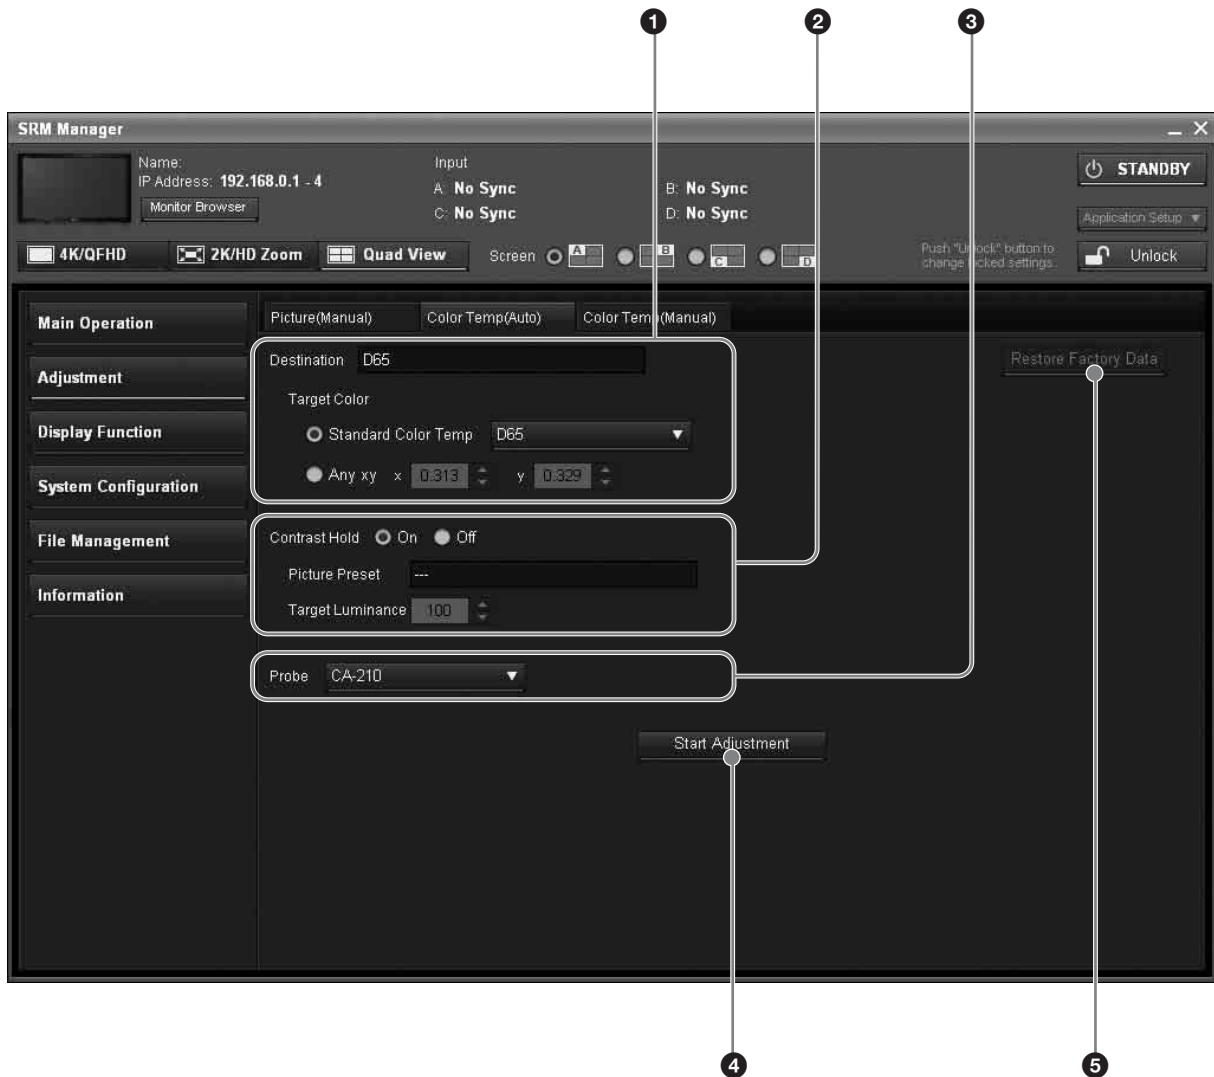 1 2 3
SRM Manager
Name:
IP Address: 192.168.0.1 - 4
Monitor Browser
Input
A: No Sync
B: No Sync
C: No Sync
D: No Sync
STANDBY
Application Setup
4K/QFHD
2K/HD Zoom
Quad View
Screen A B C D
Push "Unlock" button to
change locked settings.
Unlock
Main Operation
Adjustment
Display Function
System Configuration
File Management
Information
Picture(Manual)
Color Temp(Auto)
Color Temp(Manual)
Restore Factory Data
Destination D65
Target Color
Standard Color Temp D65
Any xy x 0.313 y 0.329
Contrast Hold On Off
Picture Preset ---
Target Luminance 100
Probe CA-210
Start Adjustment
4 5